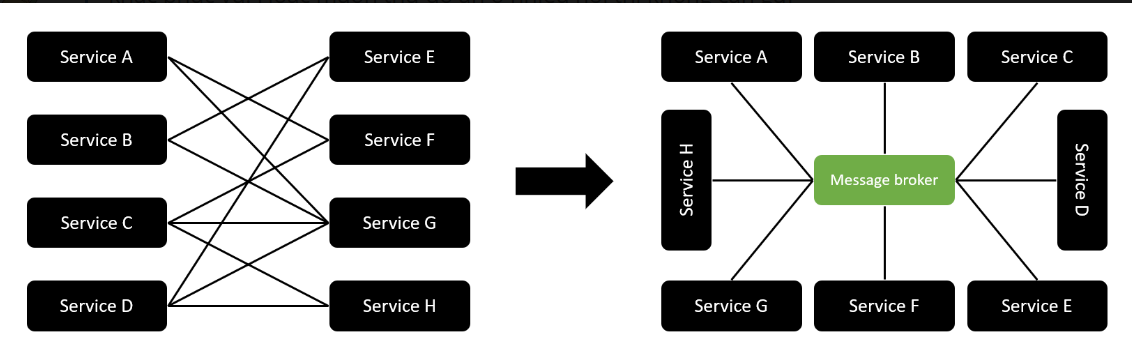 Service A
Service E
Service B
Service F
Service C
Service G
Service D
Service H
Service A
Service B
Service C
Service H
Message broker
Service D
Service G
Service F
Service E